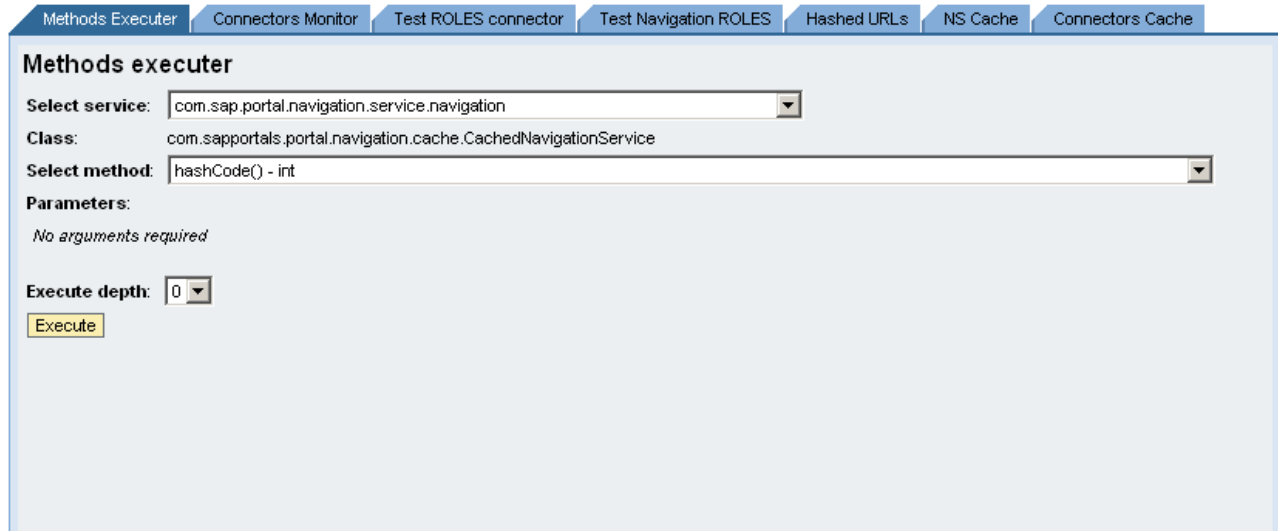 Methods Executer Connectors Monitor Test ROLES connector Test Navigation ROLES Hashed URLs NS Cache Connectors Cache
Methods executer
Select service: com.sap.portal.navigation.service.navigation
Class: com.sapportals.portal.navigation.cache.CachedNavigationService
Select method: hashCode() - int
Parameters:
No arguments required
Execute depth: 0
Execute